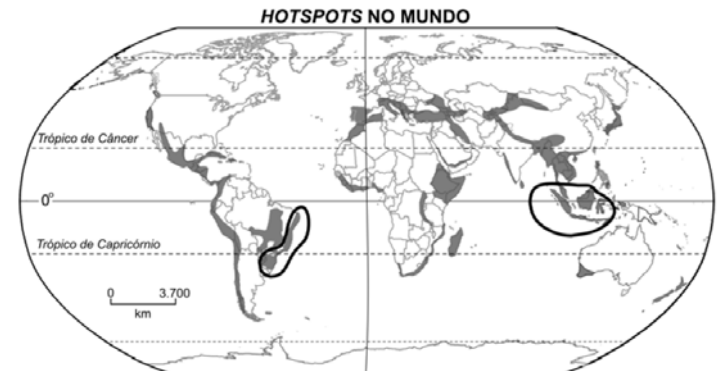 HOTSPOTS NO MUNDO
Trópico de Câncer
0°
Trópico de Capricórnio
0 3.700
km